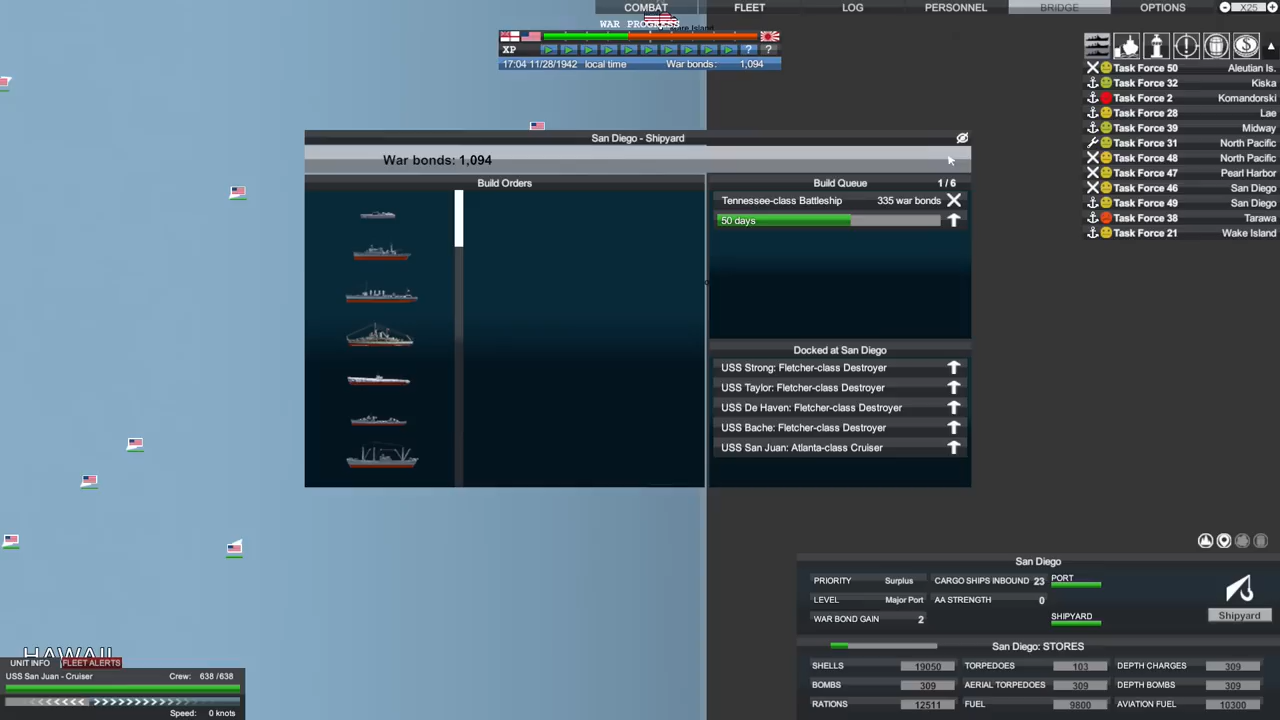 COMBAT FLEET LOG PERSONNEL BRIDGE OPTIONS X25
WAR PROGRESS
XP ? ?
17:04 11/28/1942 local time War bonds: 1,094
Task Force 50 Aleutian Is.
Task Force 32 Kiska
Task Force 2 Komandorski
Task Force 28 Lae
Task Force 39 Midway
Task Force 31 North Pacific
Task Force 48 North Pacific
Task Force 47 Pearl Harbor
Task Force 46 San Diego
Task Force 49 San Diego
Task Force 38 Tarawa
Task Force 21 Wake Island
San Diego - Shipyard
War bonds: 1,094
Build Orders
Build Queue 1 / 6
Tennessee-class Battleship 335 war bonds
50 days
Docked at San Diego
USS Strong: Fletcher-class Destroyer
USS Taylor: Fletcher-class Destroyer
USS De Haven: Fletcher-class Destroyer
USS Bache: Fletcher-class Destroyer
USS San Juan: Atlanta-class Cruiser
San Diego
PRIORITY Surplus CARGO SHIPS INBOUND 23 PORT
LEVEL Major Port AA STRENGTH 0
WAR BOND GAIN 2 SHIPYARD
Shipyard
San Diego: STORES
SHELLS 19050 TORPEDOES 103 DEPTH CHARGES 309
BOMBS 309 AERIAL TORPEDOES 309 DEPTH BOMBS 309
RATIONS 12511 FUEL 9800 AVIATION FUEL 10300
HAWAII
UNIT INFO FLEET ALERTS
USS San Juan - Cruiser Crew: 638 / 638
Speed: 0 knots